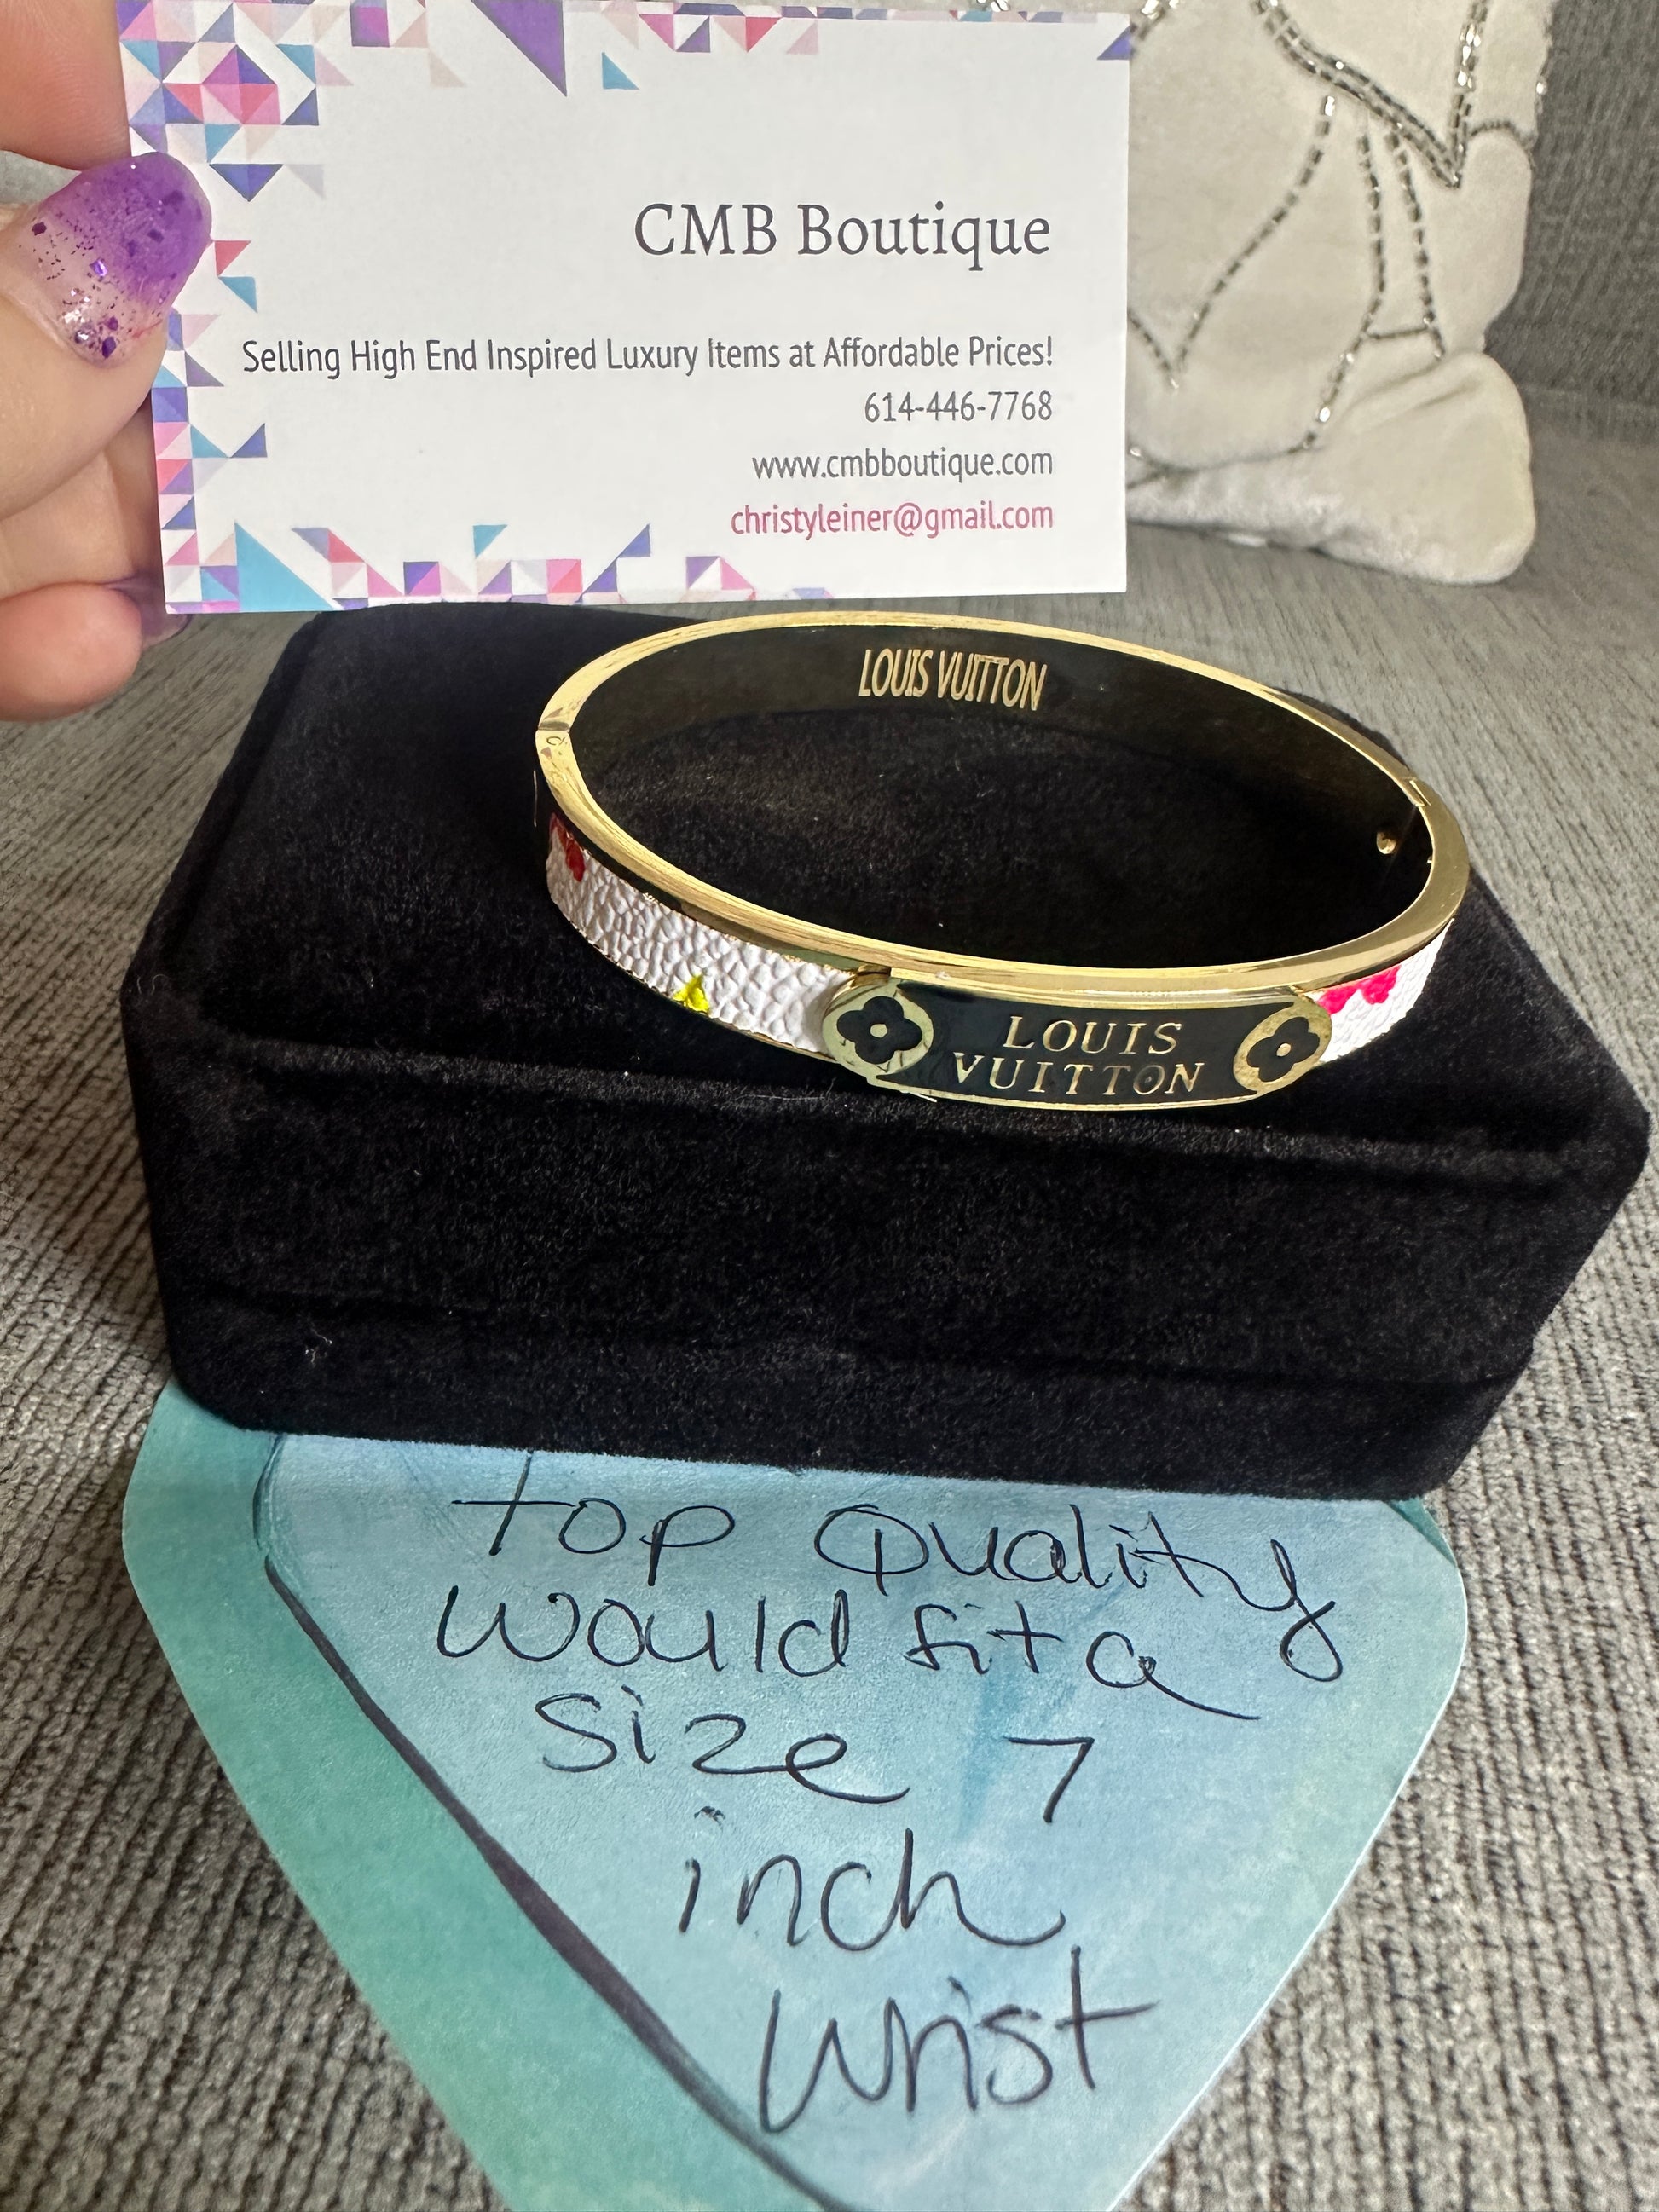 CMB Boutique
Selling High End Inspired Luxury Items at Affordable Prices!
614-446-7768
www.cmbboutique.com
christyleiner@gmail.com
LOUIS VUITTON
LOUIS
VUITTON
top Quality
would fit a
size 7
inch
wrist